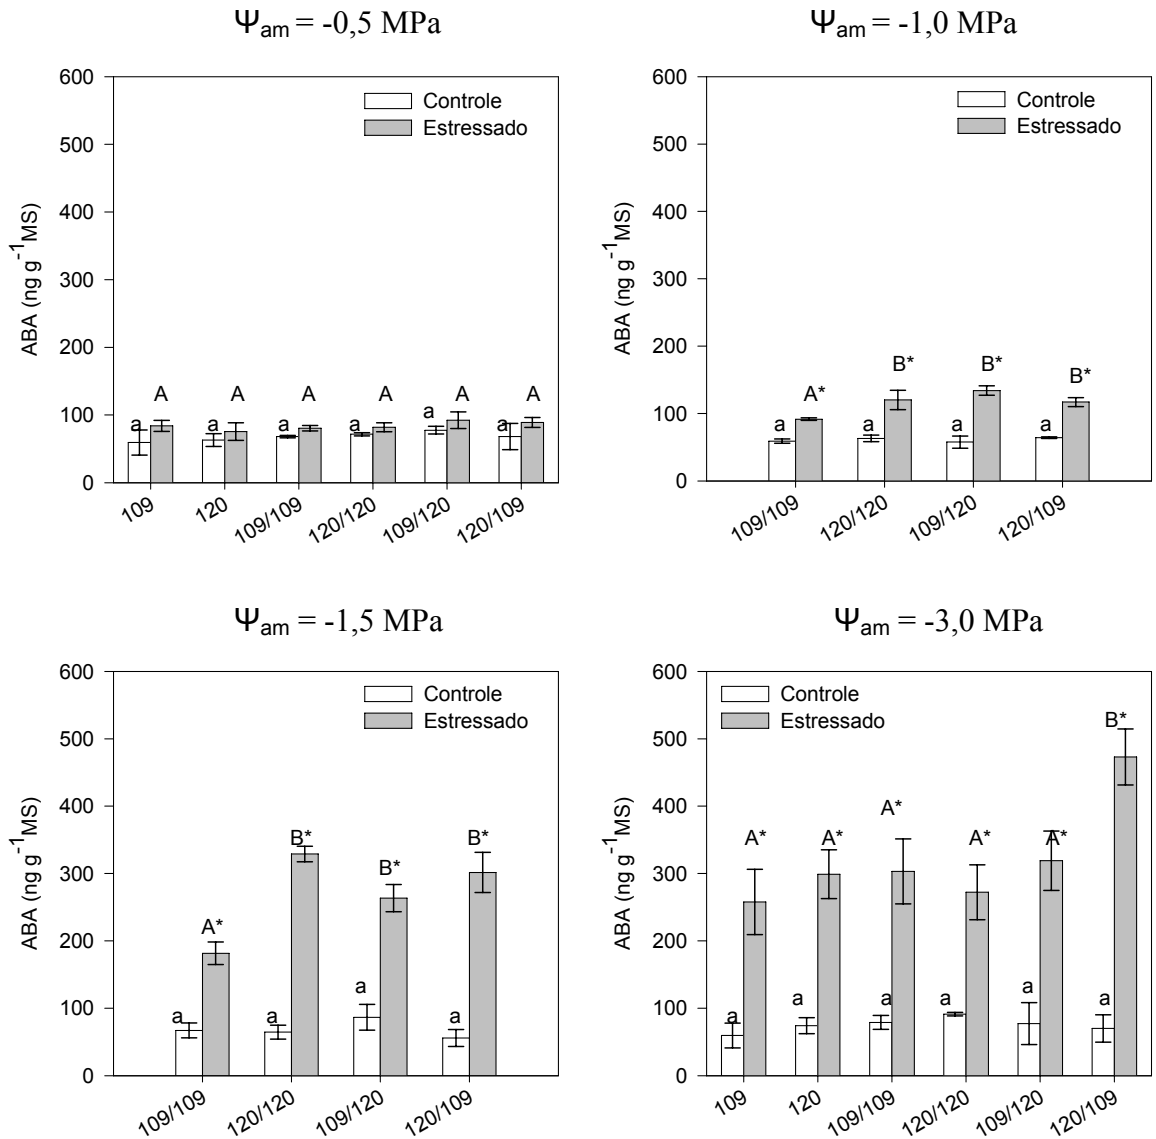 Ψam = -0,5 MPa
600
500
400
300
200
100
0
ABA (ng g-1MS)
Controle
Estressado
a A a A a A a A a A a A
109 120 109/109 120/120 109/120 120/109
Ψam = -1,0 MPa
600
500
400
300
200
100
0
ABA (ng g-1MS)
Controle
Estressado
a A* a B* a B* a B*
109/109 120/120 109/120 120/109
Ψam = -1,5 MPa
600
500
400
300
200
100
0
ABA (ng g-1MS)
Controle
Estressado
a A* a B* a B* a B*
109/109 120/120 109/120 120/109
Ψam = -3,0 MPa
600
500
400
300
200
100
0
ABA (ng g-1MS)
Controle
Estressado
a A* a A* a A* a A* a A* a B*
109 120 109/109 120/120 109/120 120/109